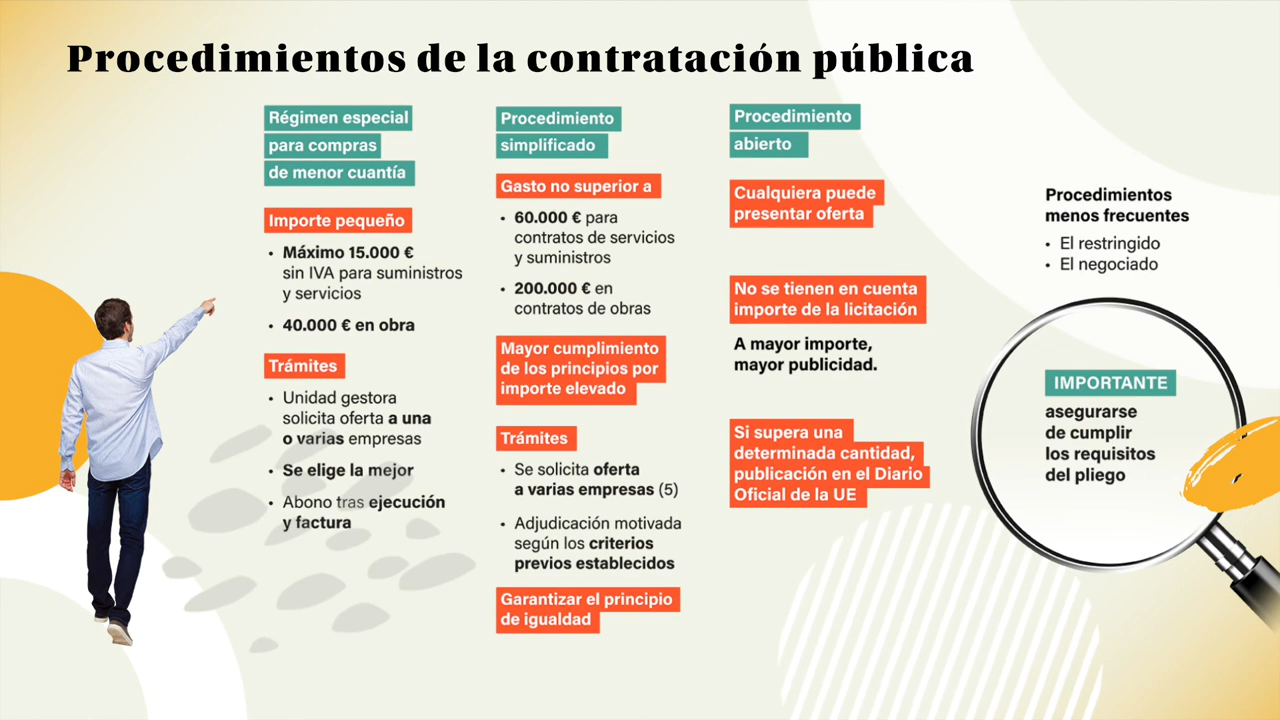 Procedimientos de la contratación pública
Régimen especial
para compras
de menor cuantía
Importe pequeño
• Máximo 15.000 €
sin IVA para suministros
y servicios
• 40.000 € en obra
Trámites
• Unidad gestora
solicita oferta a una
o varias empresas
• Se elige la mejor
• Abono tras ejecución
y factura
Procedimiento
simplificado
Gasto no superior a
• 60.000 € para
contratos de servicios
y suministros
• 200.000 € en
contratos de obras
Mayor cumplimiento
de los principios por
importe elevado
Trámites
• Se solicita oferta
a varias empresas (5)
• Adjudicación motivada
según los criterios
previos establecidos
Garantizar el principio
de igualdad
Procedimiento
abierto
Cualquiera puede
presentar oferta
No se tienen en cuenta
importe de la licitación
A mayor importe,
mayor publicidad.
Si supera una
determinada cantidad,
publicación en el Diario
Oficial de la UE
Procedimientos
menos frecuentes
• El restringido
• El negociado
IMPORTANTE
asegurarse
de cumplir
los requisitos
del pliego